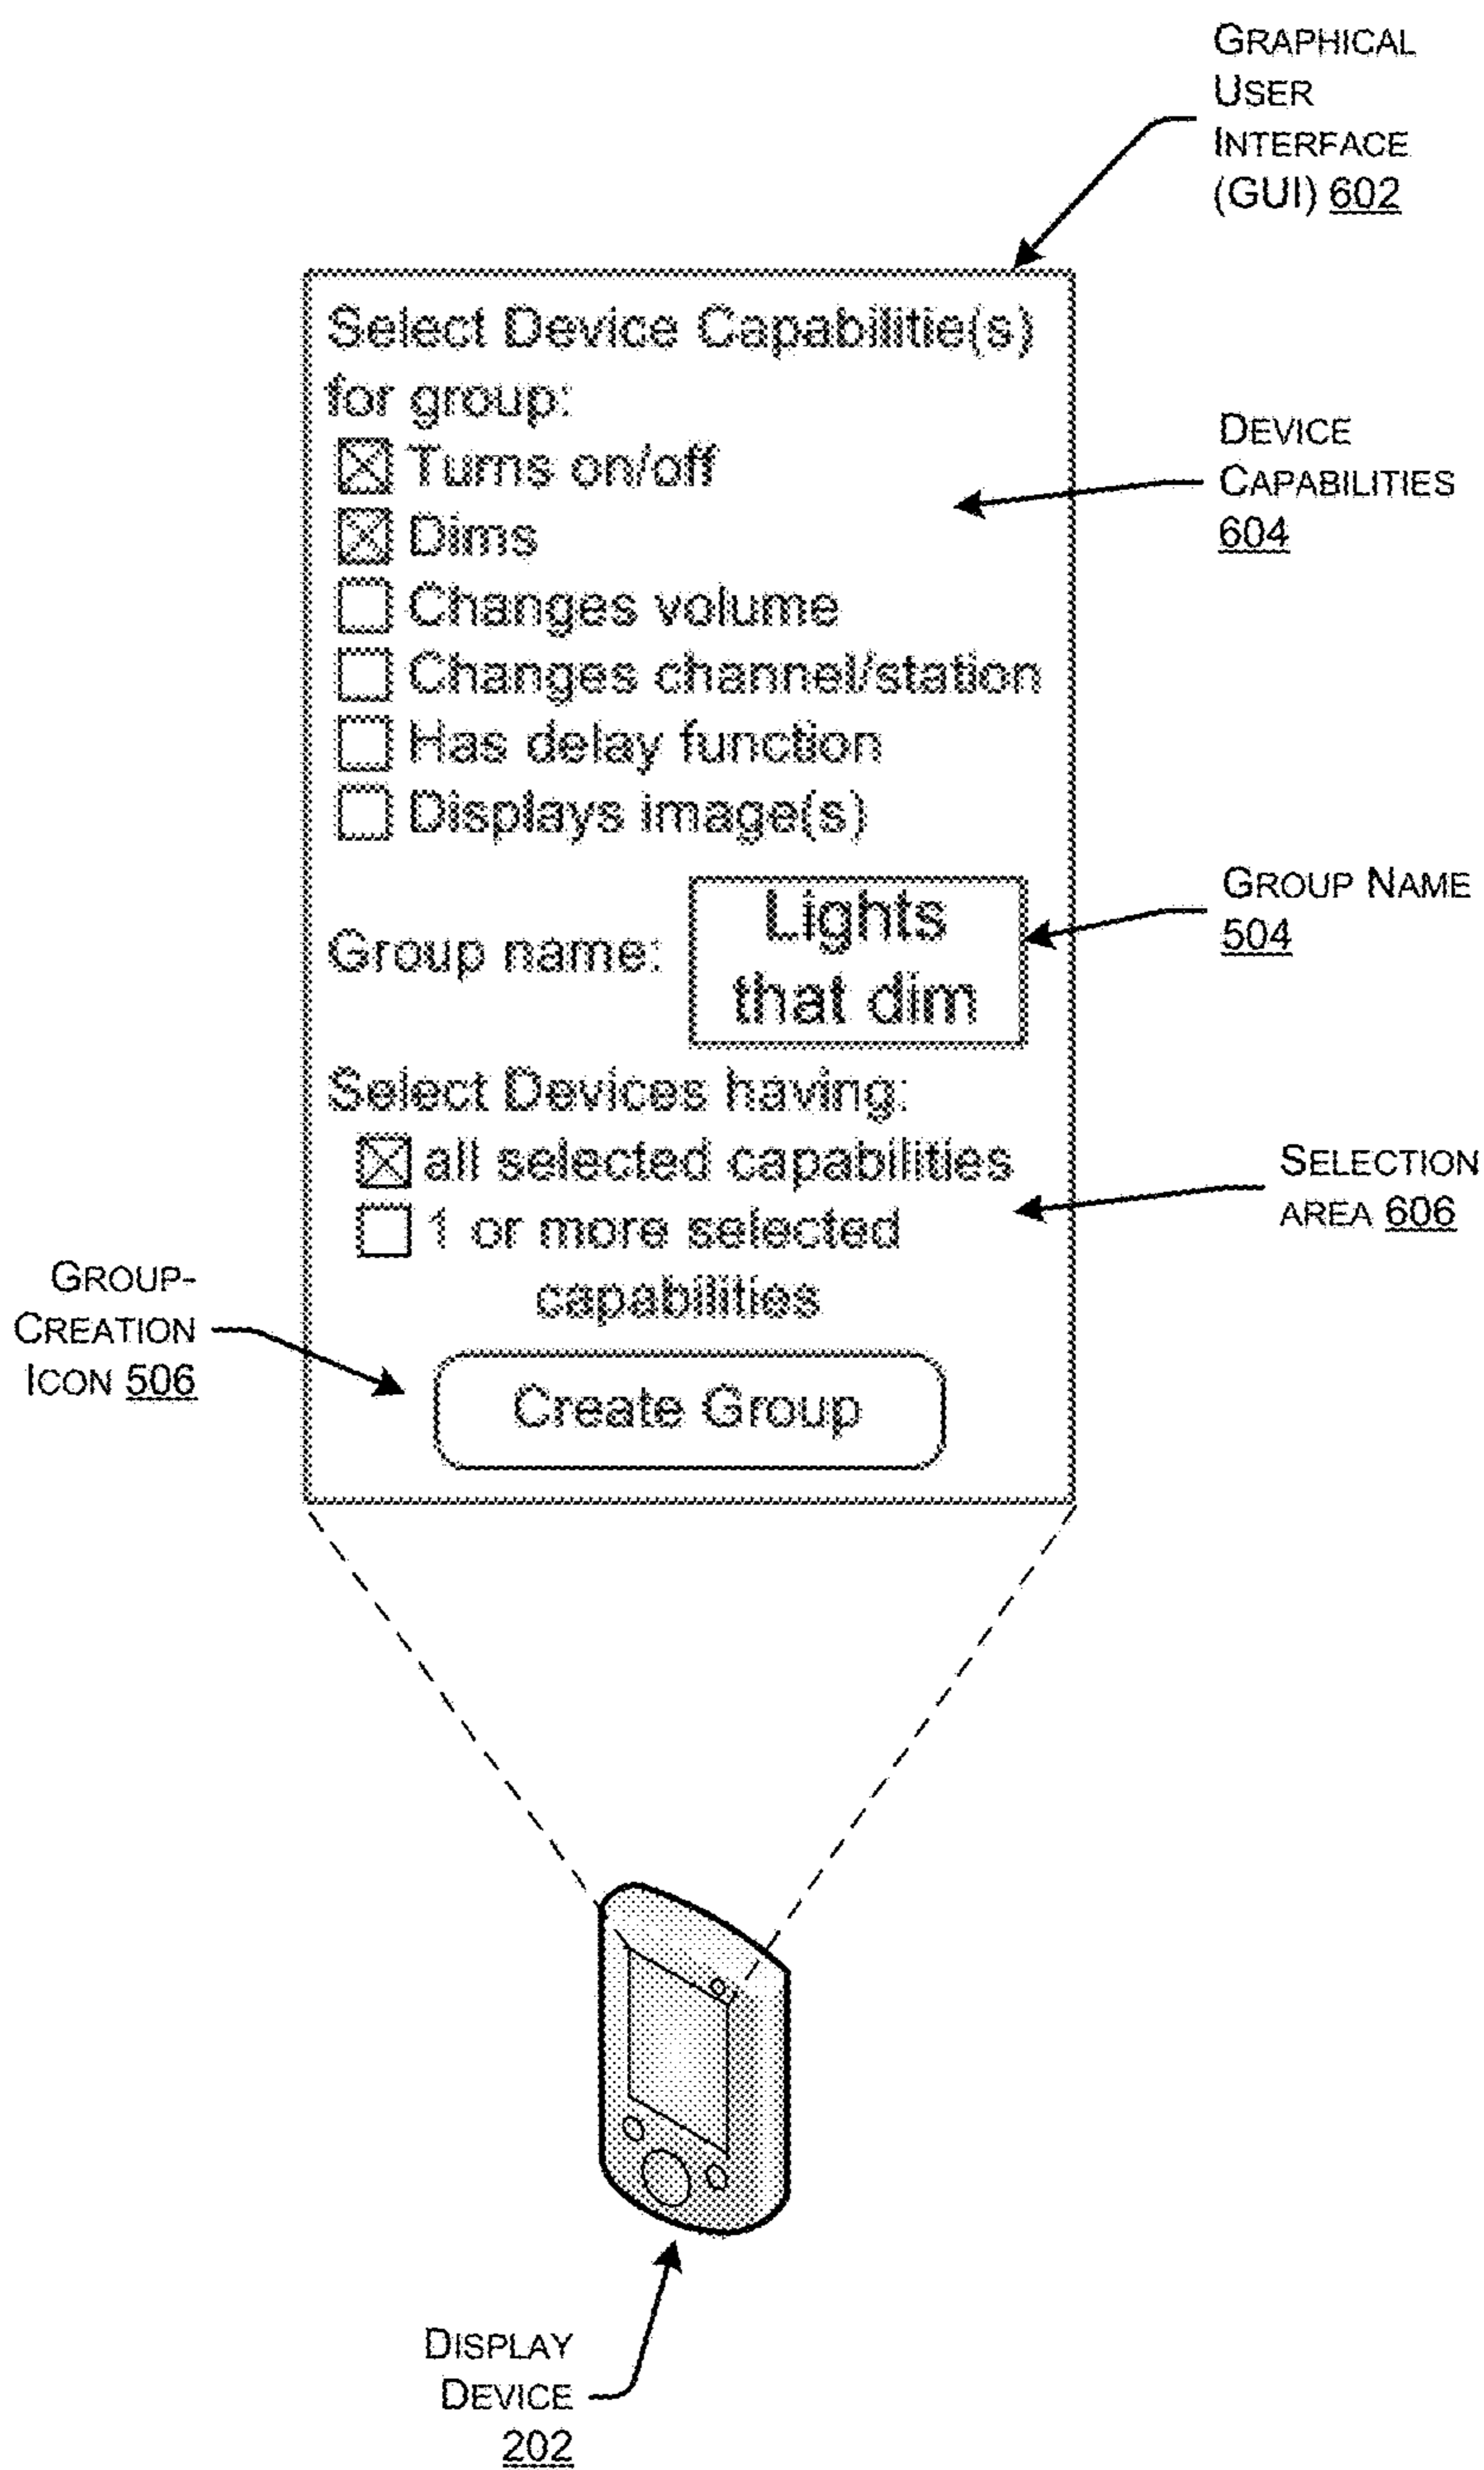 GRAPHICAL
USER
INTERFACE
(GUI) 602
Select Device Capabilitie(s)
for group:
Turns on/off
Dims
Changes volume
Changes channel/station
Has delay function
Displays image(s)
DEVICE
CAPABILITIES
604
Group name:
Lights
that dim
GROUP NAME
504
Select Devices having:
all selected capabilities
1 or more selected
capabilities
SELECTION
AREA 606
GROUP-
CREATION
ICON 506
Create Group
DISPLAY
DEVICE
202